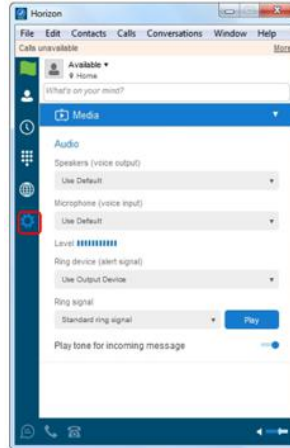 Horizon
File Edit Contacts Calls Conversations Window Help
Calls unavailable More
Available
Home
What's on your mind?
Media
Audio
Speakers (voice output)
Use Default
Microphone (voice input)
Use Default
Level
Ring device (alert signal)
Use Output Device
Ring signal
Standard ring signal Play
Play tone for incoming message